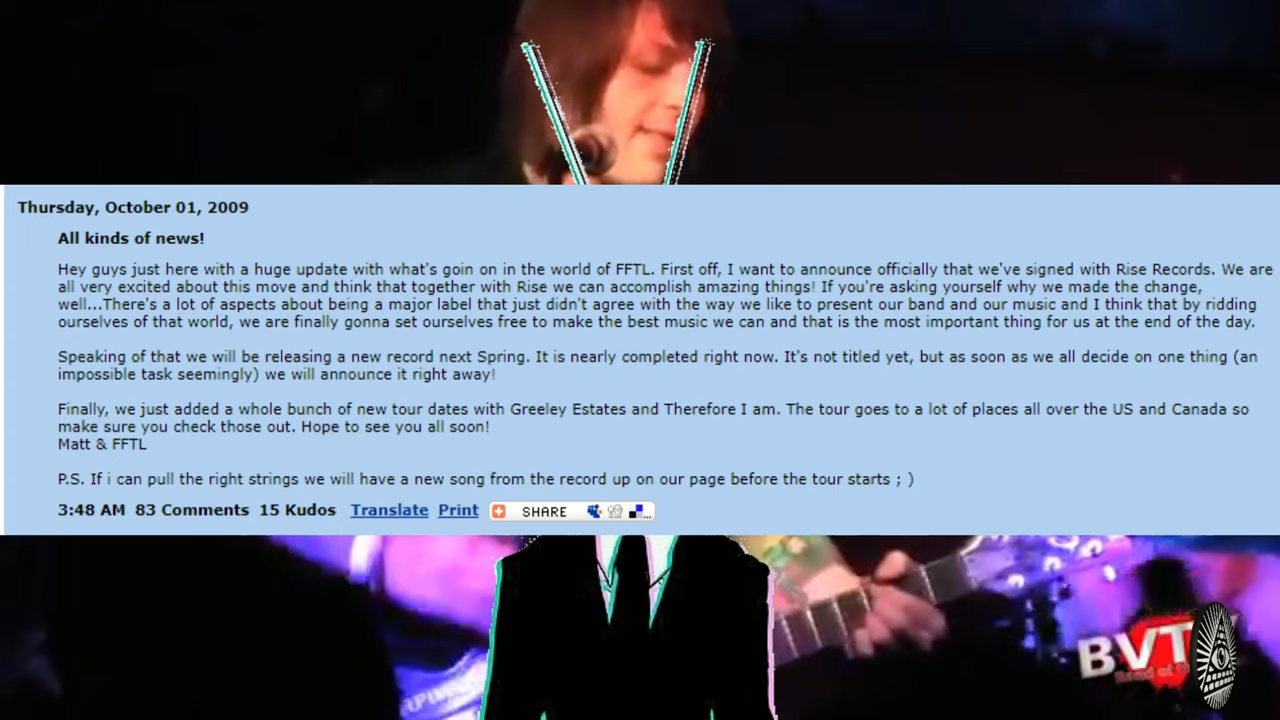 Thursday, October 01, 2009
All kinds of news!
Hey guys just here with a huge update with what's goin on in the world of FFTL. First off, I want to announce officially that we've signed with Rise Records. We are
all very excited about this move and think that together with Rise we can accomplish amazing things! If you're asking yourself why we made the change,
well...There's a lot of aspects about being a major label that just didn't agree with the way we like to present our band and our music and I think that by ridding
ourselves of that world, we are finally gonna set ourselves free to make the best music we can and that is the most important thing for us at the end of the day.
Speaking of that we will be releasing a new record next Spring. It is nearly completed right now. It's not titled yet, but as soon as we all decide on one thing (an
impossible task seemingly) we will announce it right away!
Finally, we just added a whole bunch of new tour dates with Greeley Estates and Therefore I am. The tour goes to a lot of places all over the US and Canada so
make sure you check those out. Hope to see you all soon!
Matt & FFTL
P.S. If i can pull the right strings we will have a new song from the record up on our page before the tour starts ; )
3:48 AM 83 Comments 15 Kudos Translate Print SHARE ...
BVT